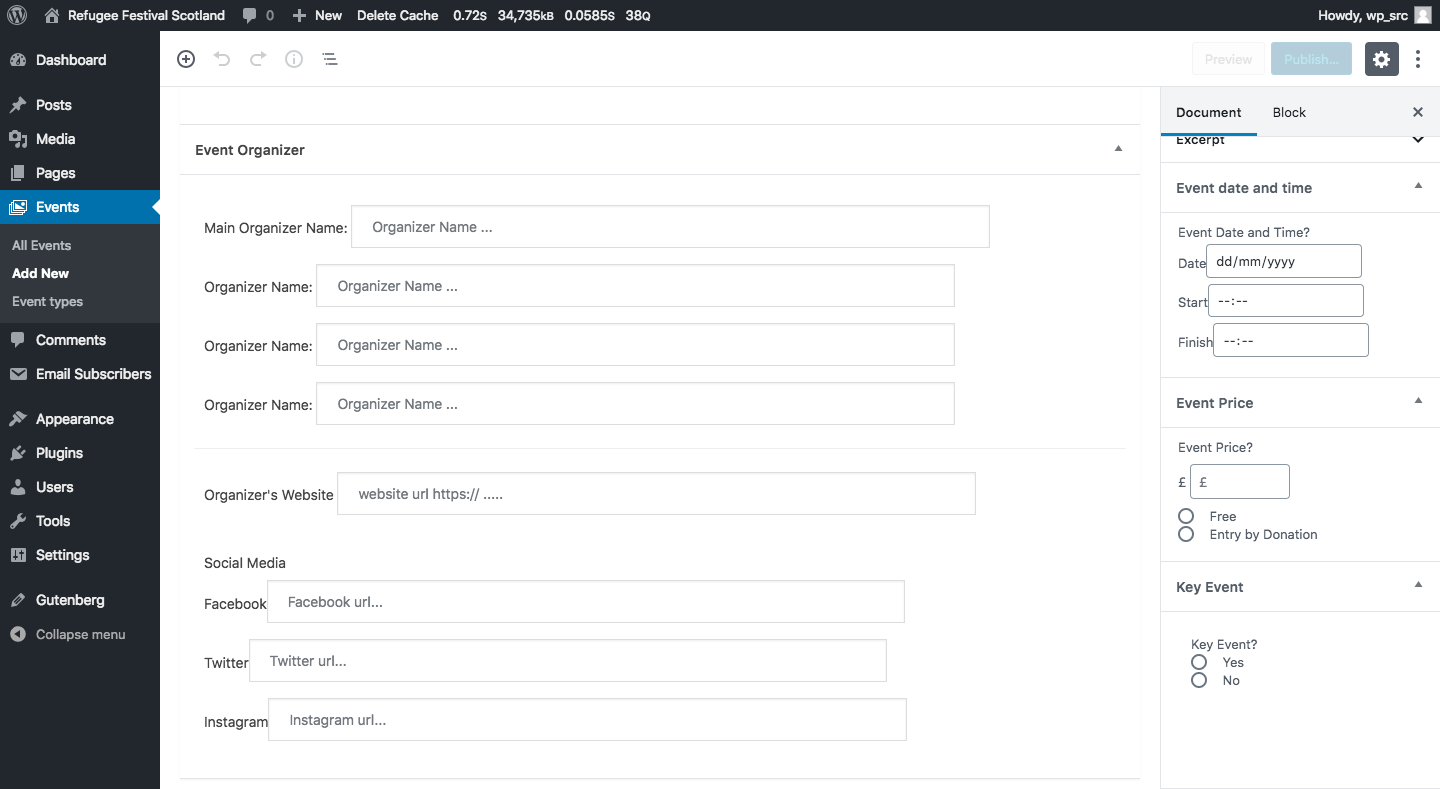 Refugee Festival Scotland 0 New Delete Cache 0.72S 34,735KB 0.0585S 38Q Howdy, wp_src
Dashboard
Posts
Media
Pages
Events
All Events
Add New
Event types
Comments
Email Subscribers
Appearance
Plugins
Users
Tools
Settings
Gutenberg
Collapse menu
Preview Publish...
Event Organizer
Main Organizer Name: Organizer Name ...
Organizer Name: Organizer Name ...
Organizer Name: Organizer Name ...
Organizer Name: Organizer Name ...
Organizer's Website website url https:// .....
Social Media
Facebook Facebook url...
Twitter Twitter url...
Instagram Instagram url...
Document Block
Excerpt
Event date and time
Event Date and Time?
Date dd/mm/yyyy
Start --:--
Finish --:--
Event Price
Event Price?
£ £
Free
Entry by Donation
Key Event
Key Event?
Yes
No